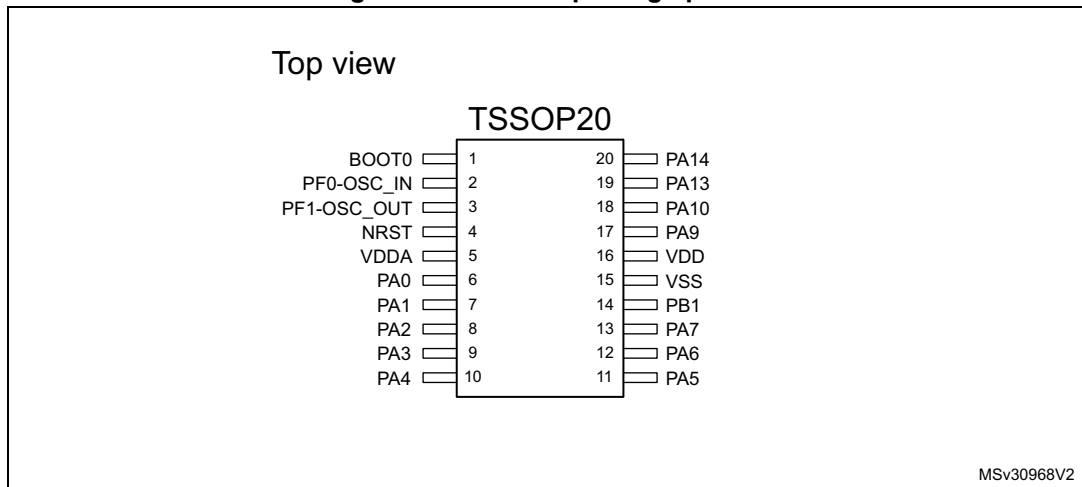 Top view
TSSOP20
BOOT0 1 20 PA14
PF0-OSC_IN 2 19 PA13
PF1-OSC_OUT 3 18 PA10
NRST 4 17 PA9
VDDA 5 16 VDD
PA0 6 15 VSS
PA1 7 14 PB1
PA2 8 13 PA7
PA3 9 12 PA6
PA4 10 11 PA5
MSv30968V2